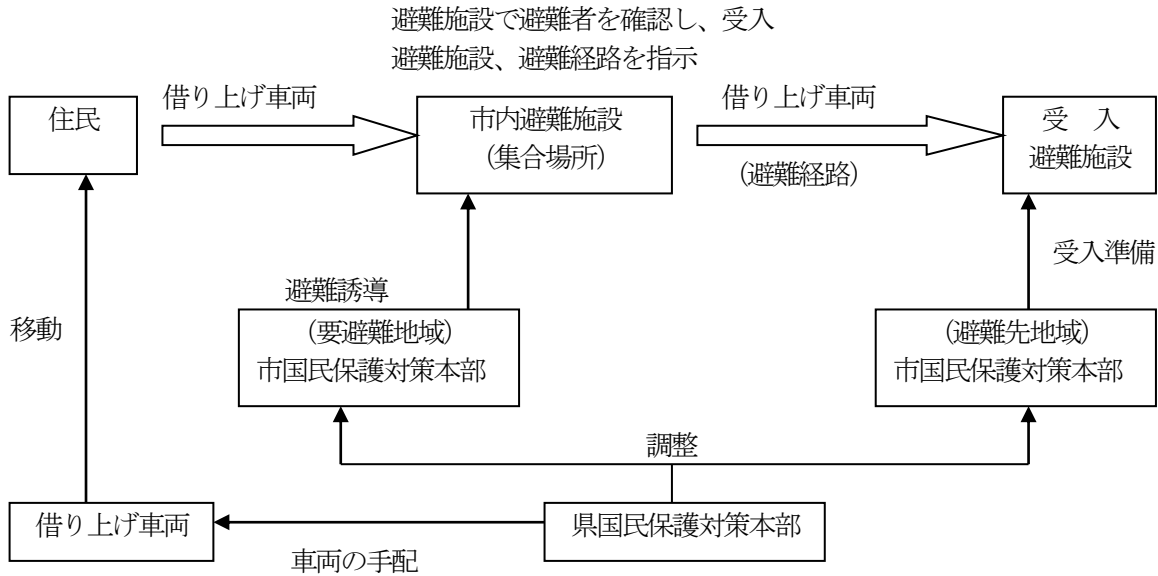 避難施設で避難者を確認し、受入
避難施設、避難経路を指示
借り上げ車両
借り上げ車両
住民
市内避難施設
(集合場所)
受　入
避難施設
(避難経路)
受入準備
避難誘導
移動
(要避難地域)
市国民保護対策本部
(避難先地域)
市国民保護対策本部
調整
借り上げ車両
県国民保護対策本部
車両の手配